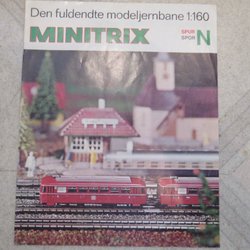 Den fuldendte modeljernbane 1:160
MINITRIX
SPUR
SPOR N